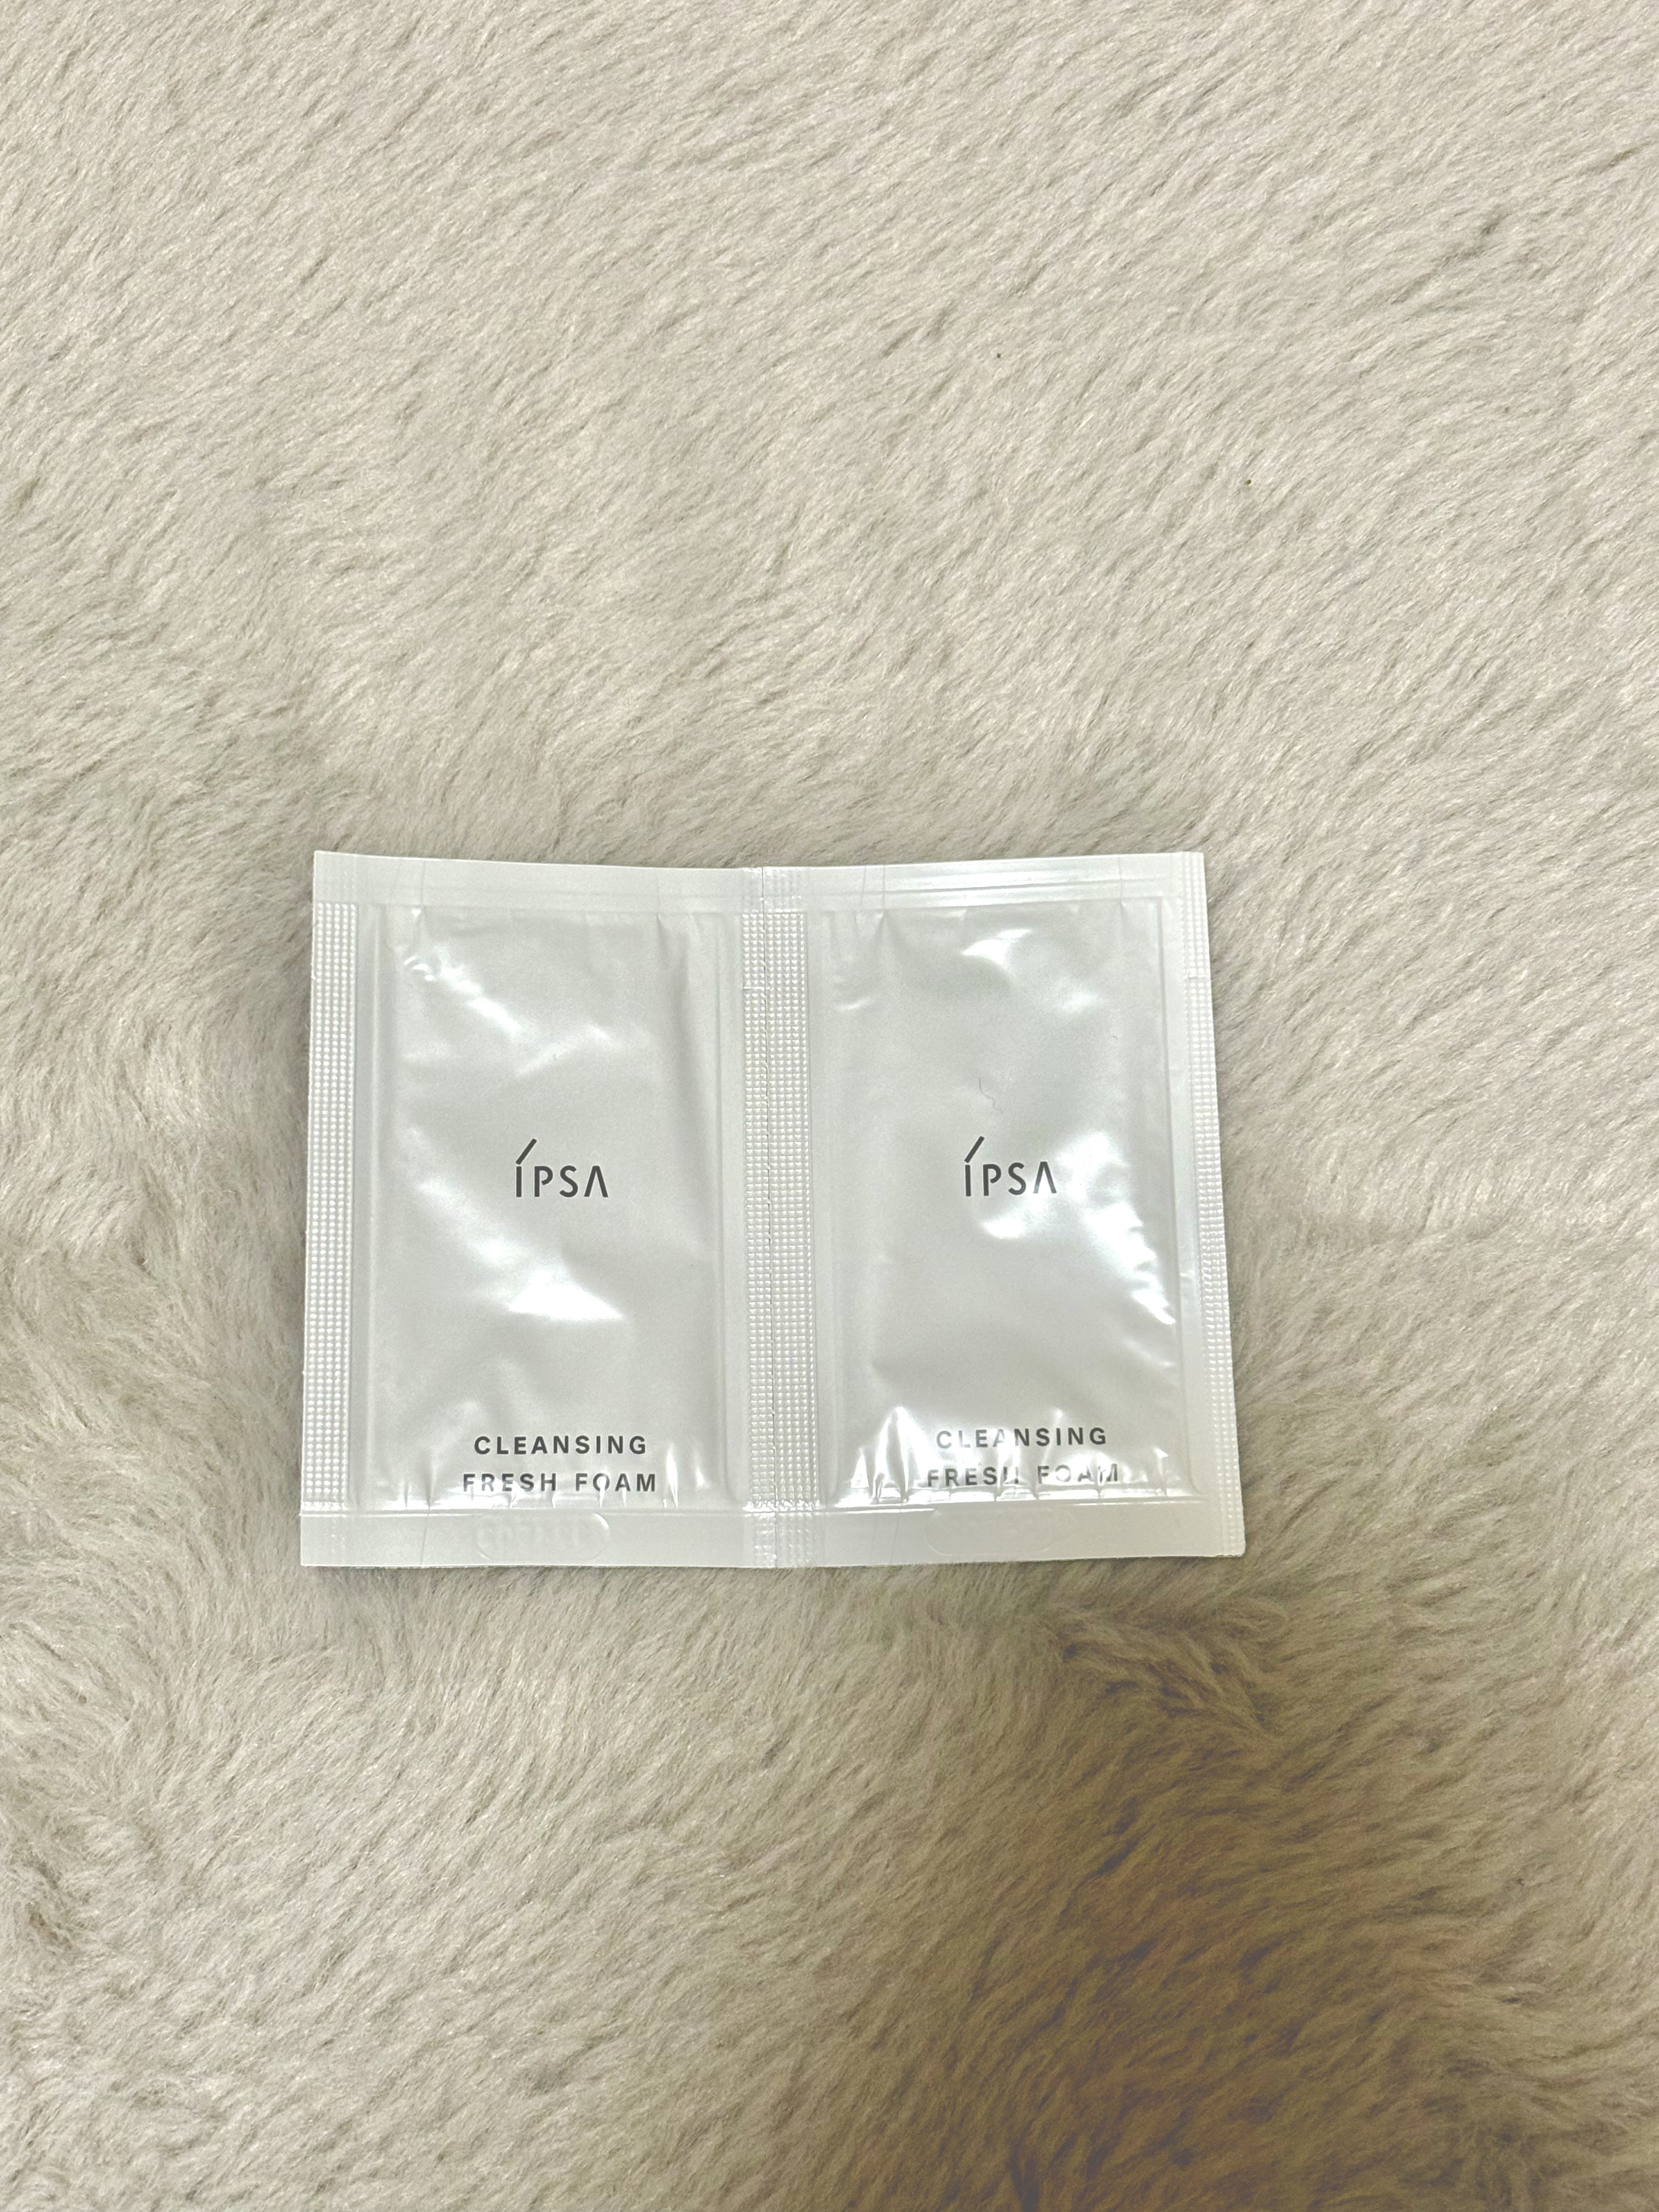 ÍPSA
CLEANSING
FRESH FOAM
ÍPSA
CLEANSING
FRESH FOAM